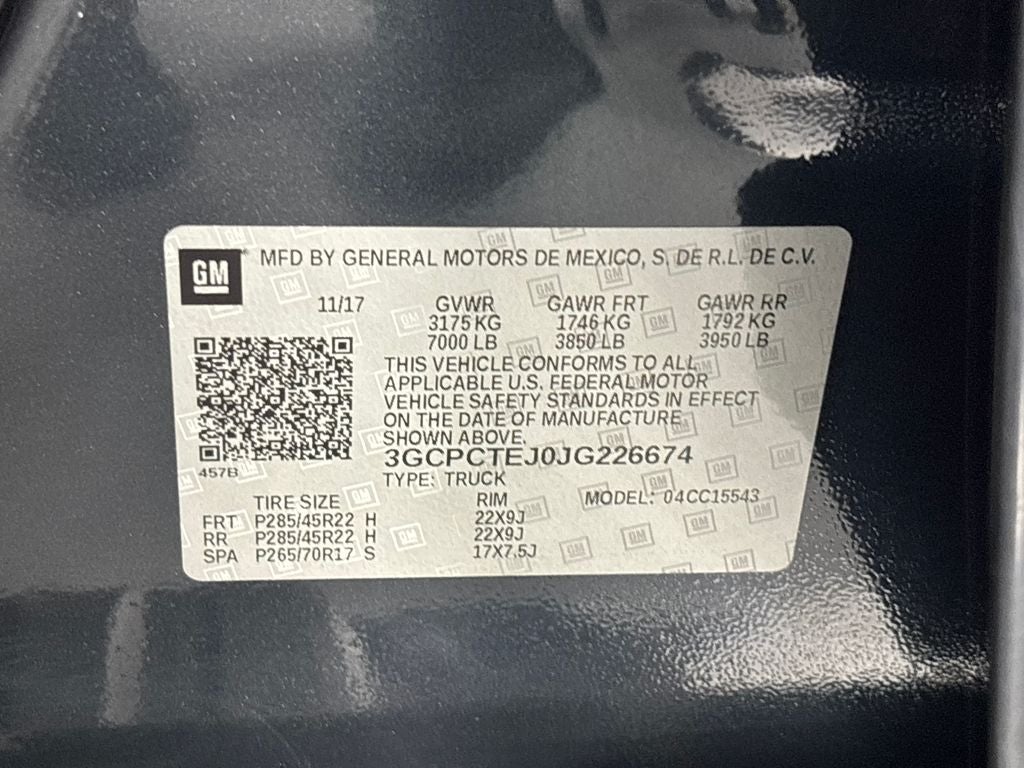 GM MFD BY GENERAL MOTORS DE MEXICO, S. DE R.L. DE C.V.
11/17 GVWR GAWR FRT GAWR RR
3175 KG 1746 KG 1792 KG
7000 LB 3850 LB 3950 LB
THIS VEHICLE CONFORMS TO ALL
APPLICABLE U.S. FEDERAL MOTOR
VEHICLE SAFETY STANDARDS IN EFFECT
ON THE DATE OF MANUFACTURE
SHOWN ABOVE.
3GCPCTEJ0JG226674
457B
TYPE: TRUCK
TIRE SIZE RIM MODEL: 04CC15543
FRT P285/45R22 H 22X9J
RR P285/45R22 H 22X9J
SPA P265/70R17 S 17X7.5J